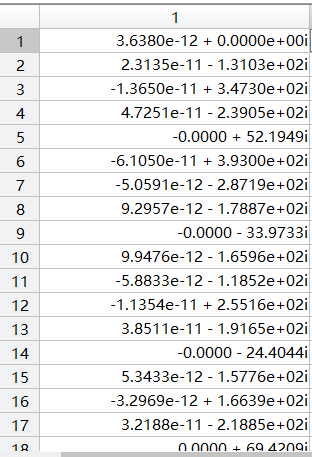 1
1 3.6380e-12 + 0.0000e+00i
2 2.3135e-11 - 1.3103e+02i
3 -1.3650e-11 + 3.4730e+02i
4 4.7251e-11 - 2.3905e+02i
5 -0.0000 + 52.1949i
6 -6.1050e-11 + 3.9300e+02i
7 -5.0591e-12 - 2.8719e+02i
8 9.2957e-12 - 1.7887e+02i
9 -0.0000 - 33.9733i
10 9.9476e-12 - 1.6596e+02i
11 -5.8833e-12 - 1.1852e+02i
12 -1.1354e-11 + 2.5516e+02i
13 3.8511e-11 - 1.9165e+02i
14 -0.0000 - 24.4044i
15 5.3433e-12 - 1.5776e+02i
16 -3.2969e-12 + 1.6639e+02i
17 3.2188e-11 - 2.1885e+02i
18 0.0000 + 69.4209i